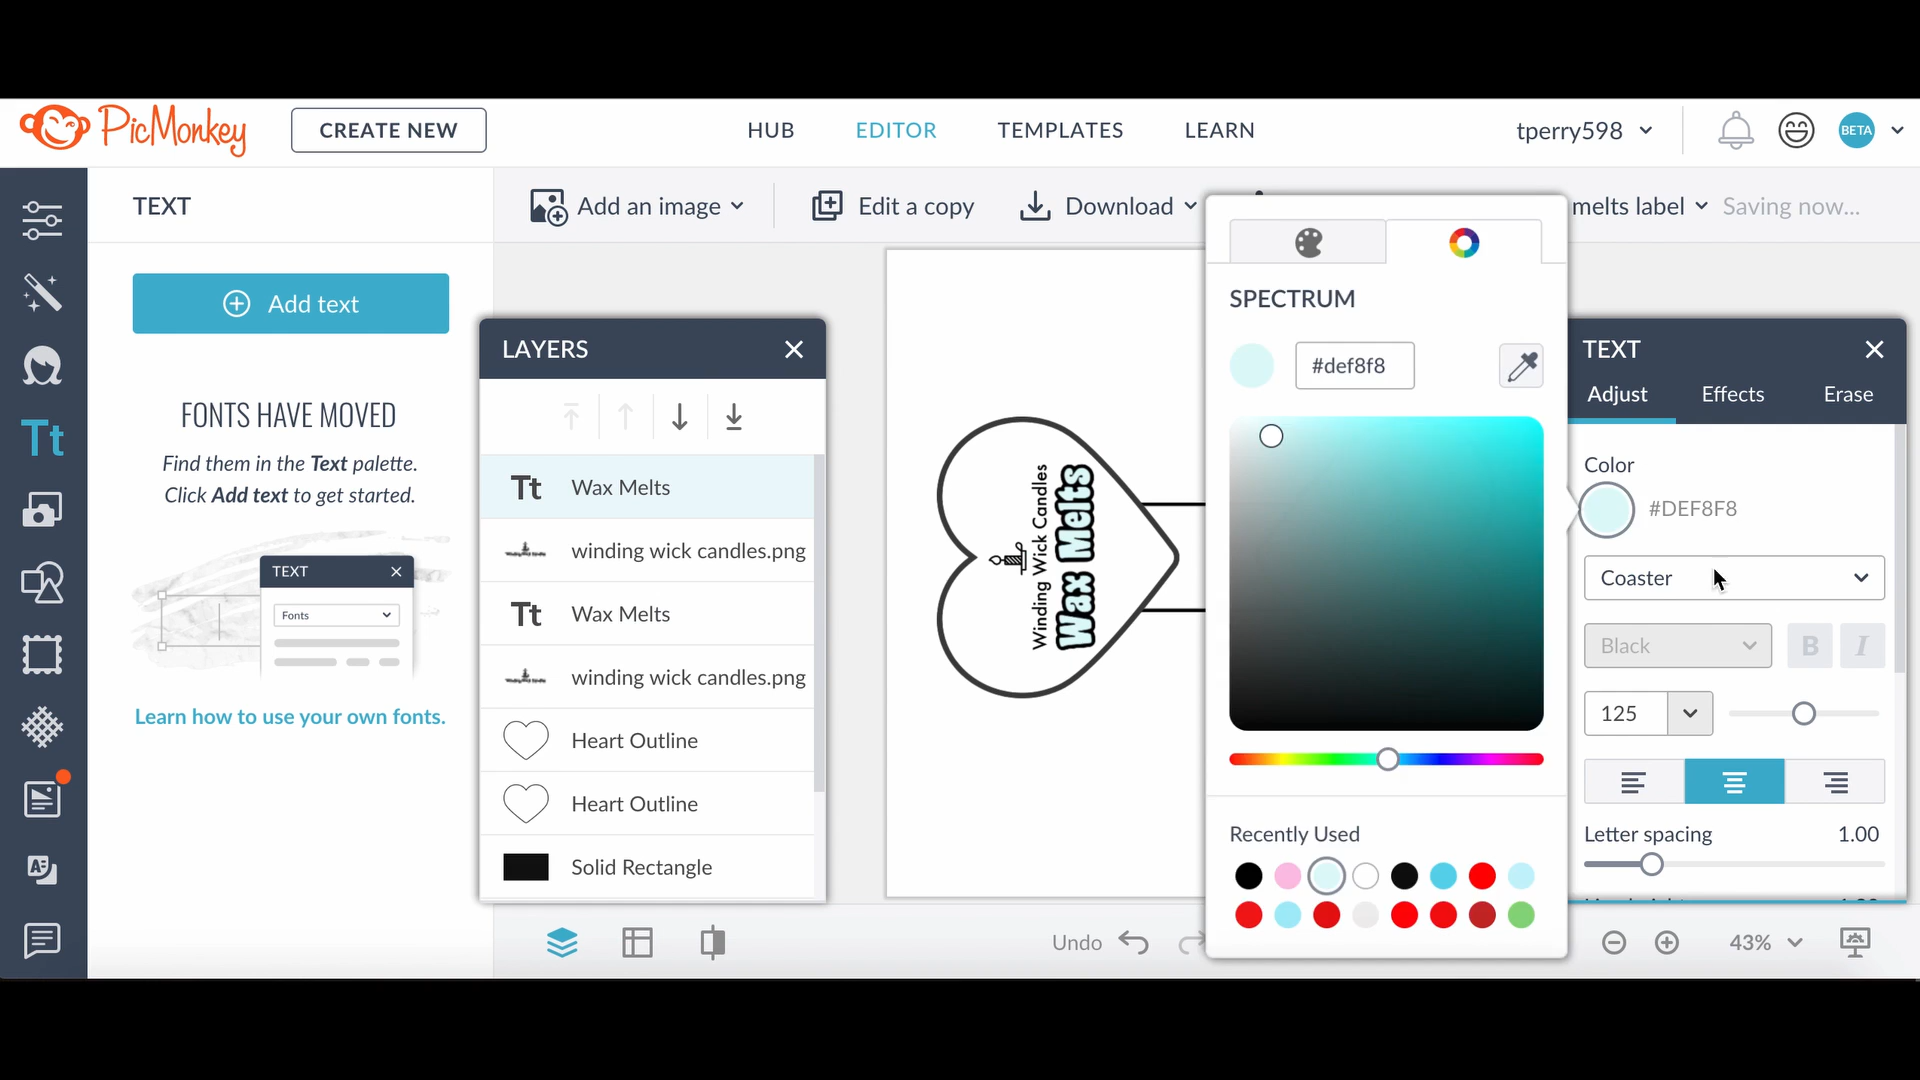 PicMonkey
CREATE NEW
HUB
EDITOR
TEMPLATES
LEARN
tperry598
BETA
TEXT
Add an image
Edit a copy
Download
melts label
Saving now...
Add text
FONTS HAVE MOVED
Find them in the Text palette.
Click Add text to get started.
TEXT
Fonts
Learn how to use your own fonts.
LAYERS
Tt Wax Melts
winding wick candles.png
Tt Wax Melts
winding wick candles.png
Heart Outline
Heart Outline
Solid Rectangle
Winding Wick Candles
Wax Melts
SPECTRUM
#def8f8
Recently Used
TEXT
Adjust
Effects
Erase
Color
#DEF8F8
Coaster
Black
B
I
125
Letter spacing
1.00
Tt
Undo
43%